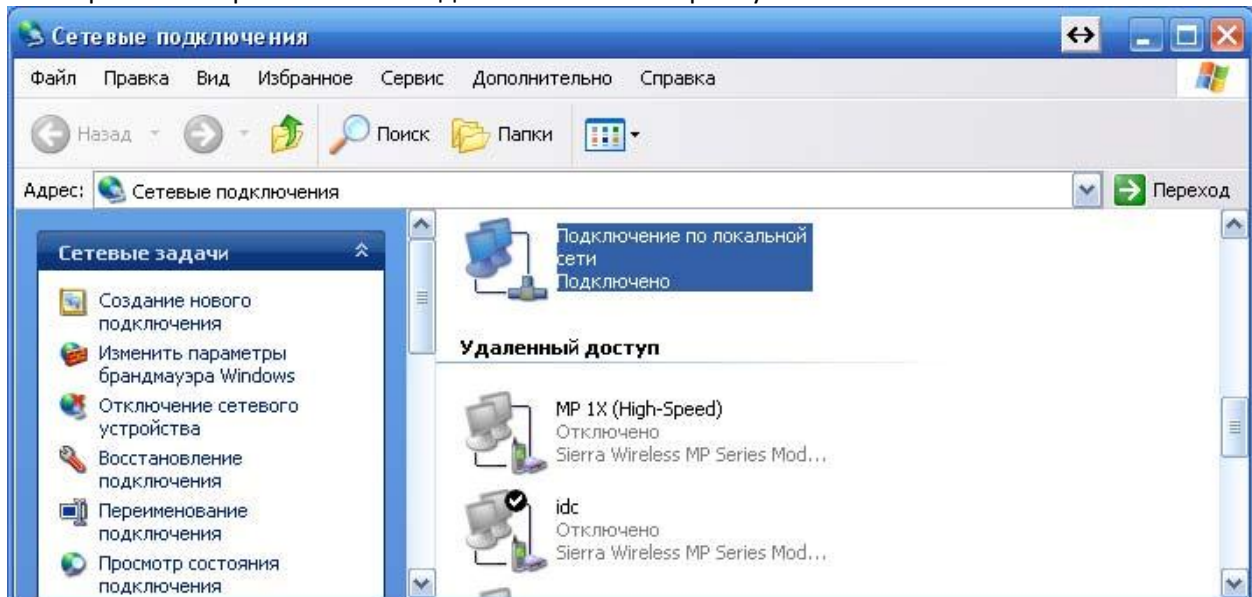 Сетевые подключения
Файл Правка Вид Избранное Сервис Дополнительно Справка
Назад Поиск Папки
Адрес: Сетевые подключения Переход
Сетевые задачи
Создание нового
подключения
Изменить параметры
брандмауэра Windows
Отключение сетевого
устройства
Восстановление
подключения
Переименование
подключения
Просмотр состояния
подключения
Подключение по локальной
сети
Подключено
Удаленный доступ
MP 1X (High-Speed)
Отключено
Sierra Wireless MP Series Mod...
idc
Отключено
Sierra Wireless MP Series Mod...